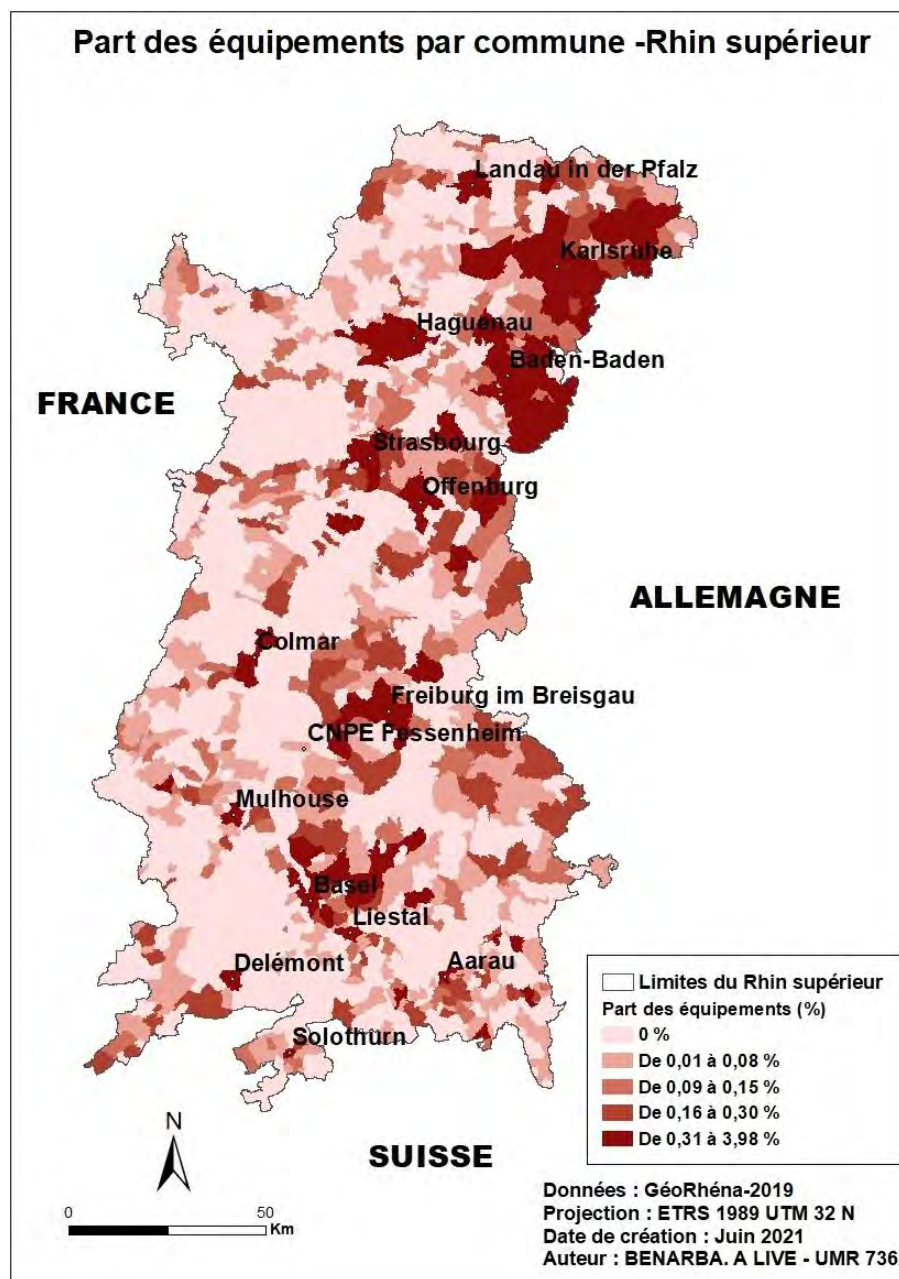 Part des équipements par commune -Rhin supérieur
Landau in der Pfalz
Karlsruhe
Haguenau
Baden-Baden
FRANCE
Strasbourg
Offenburg
ALLEMAGNE
Colmar
Freiburg im Breisgau
CNPE Fessenheim
Mulhouse
Basel
Liestal
Delémont
Aarau
Solothurn
Limites du Rhin supérieur
Part des équipements (%)
0 %
De 0,01 à 0,08 %
De 0,09 à 0,15 %
De 0,16 à 0,30 %
De 0,31 à 3,98 %
N
SUISSE
0 50
Km
Données : GéoRhéna-2019
Projection : ETRS 1989 UTM 32 N
Date de création : Juin 2021
Auteur : BENARBA. A LIVE - UMR 736